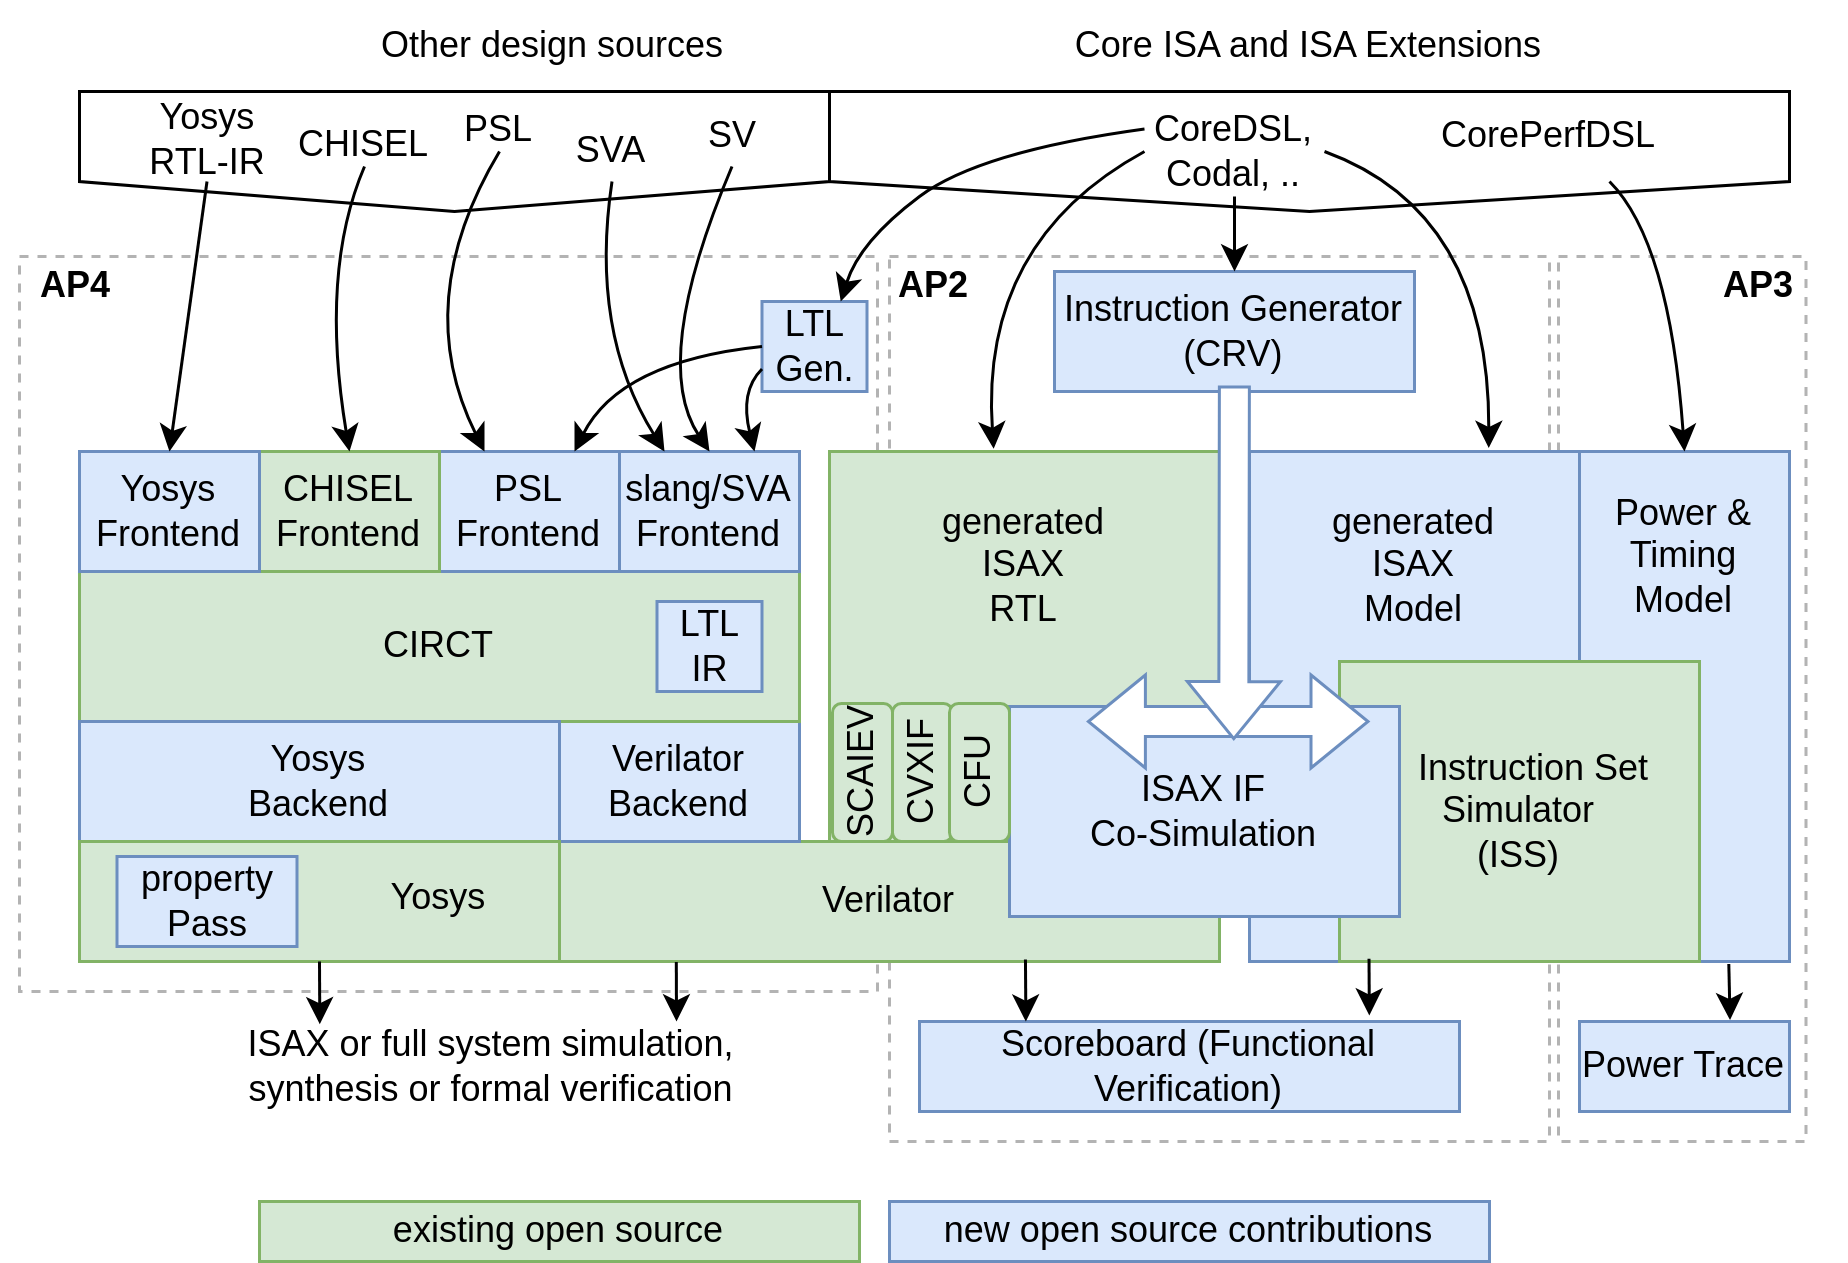 Other design sources
Core ISA and ISA Extensions
Yosys
RTL-IR
CHISEL
PSL
SVA
SV
CoreDSL,
Codal, ..
CorePerfDSL
AP4
AP2
AP3
LTL
Gen.
Instruction Generator
(CRV)
Yosys
Frontend
CHISEL
Frontend
PSL
Frontend
slang/SVA
Frontend
generated
ISAX
RTL
generated
ISAX
Model
Power &
Timing
Model
CIRCT
LTL
IR
Yosys
Backend
Verilator
Backend
SCAIEV
CVXIF
CFU
ISAX IF
Co-Simulation
Instruction Set
Simulator
(ISS)
property
Pass
Yosys
Verilator
ISAX or full system simulation,
synthesis or formal verification
Scoreboard (Functional
Verification)
Power Trace
existing open source
new open source contributions